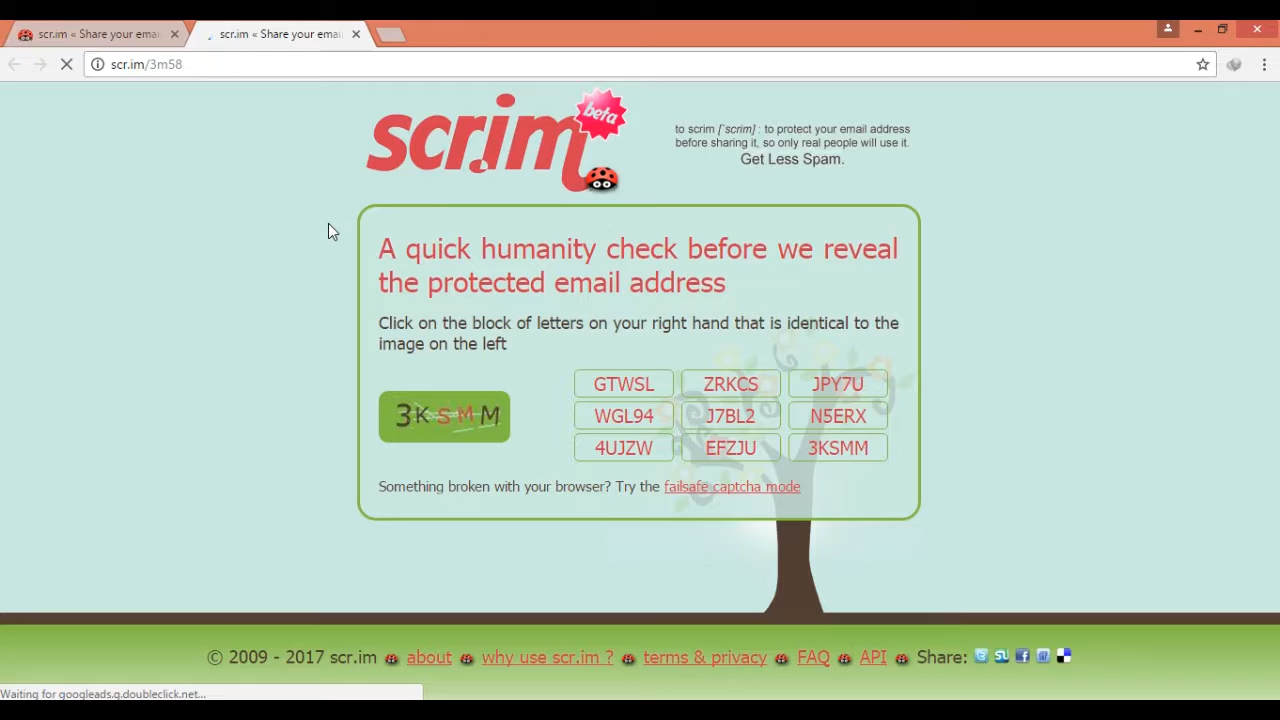 scr.im « Share your emai
scr.im « Share your emai
scr.im/3m58
scr.im
beta
to scrim ['scrim] : to protect your email address
before sharing it, so only real people will use it.
Get Less Spam.
A quick humanity check before we reveal
the protected email address
Click on the block of letters on your right hand that is identical to the
image on the left
3KSMM
GTWSL ZRKCS JPY7U
WGL94 J7BL2 N5ERX
4UJZW EFZJU 3KSMM
Something broken with your browser? Try the failsafe captcha mode
© 2009 - 2017 scr.im about why use scr.im ? terms & privacy FAQ API Share:
Waiting for googleads.g.doubleclick.net...